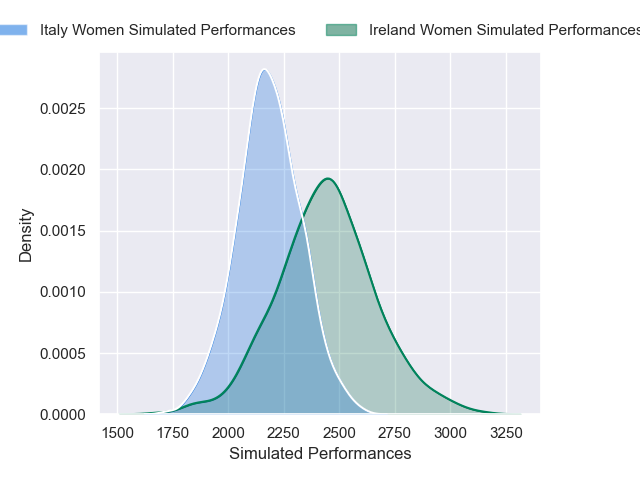 Italy Women Simulated Performances Ireland Women Simulated Performances
0.0025
0.0020
0.0015
0.0010
0.0005
0.0000
Density
1500 1750 2000 2250 2500 2750 3000 3250
Simulated Performances